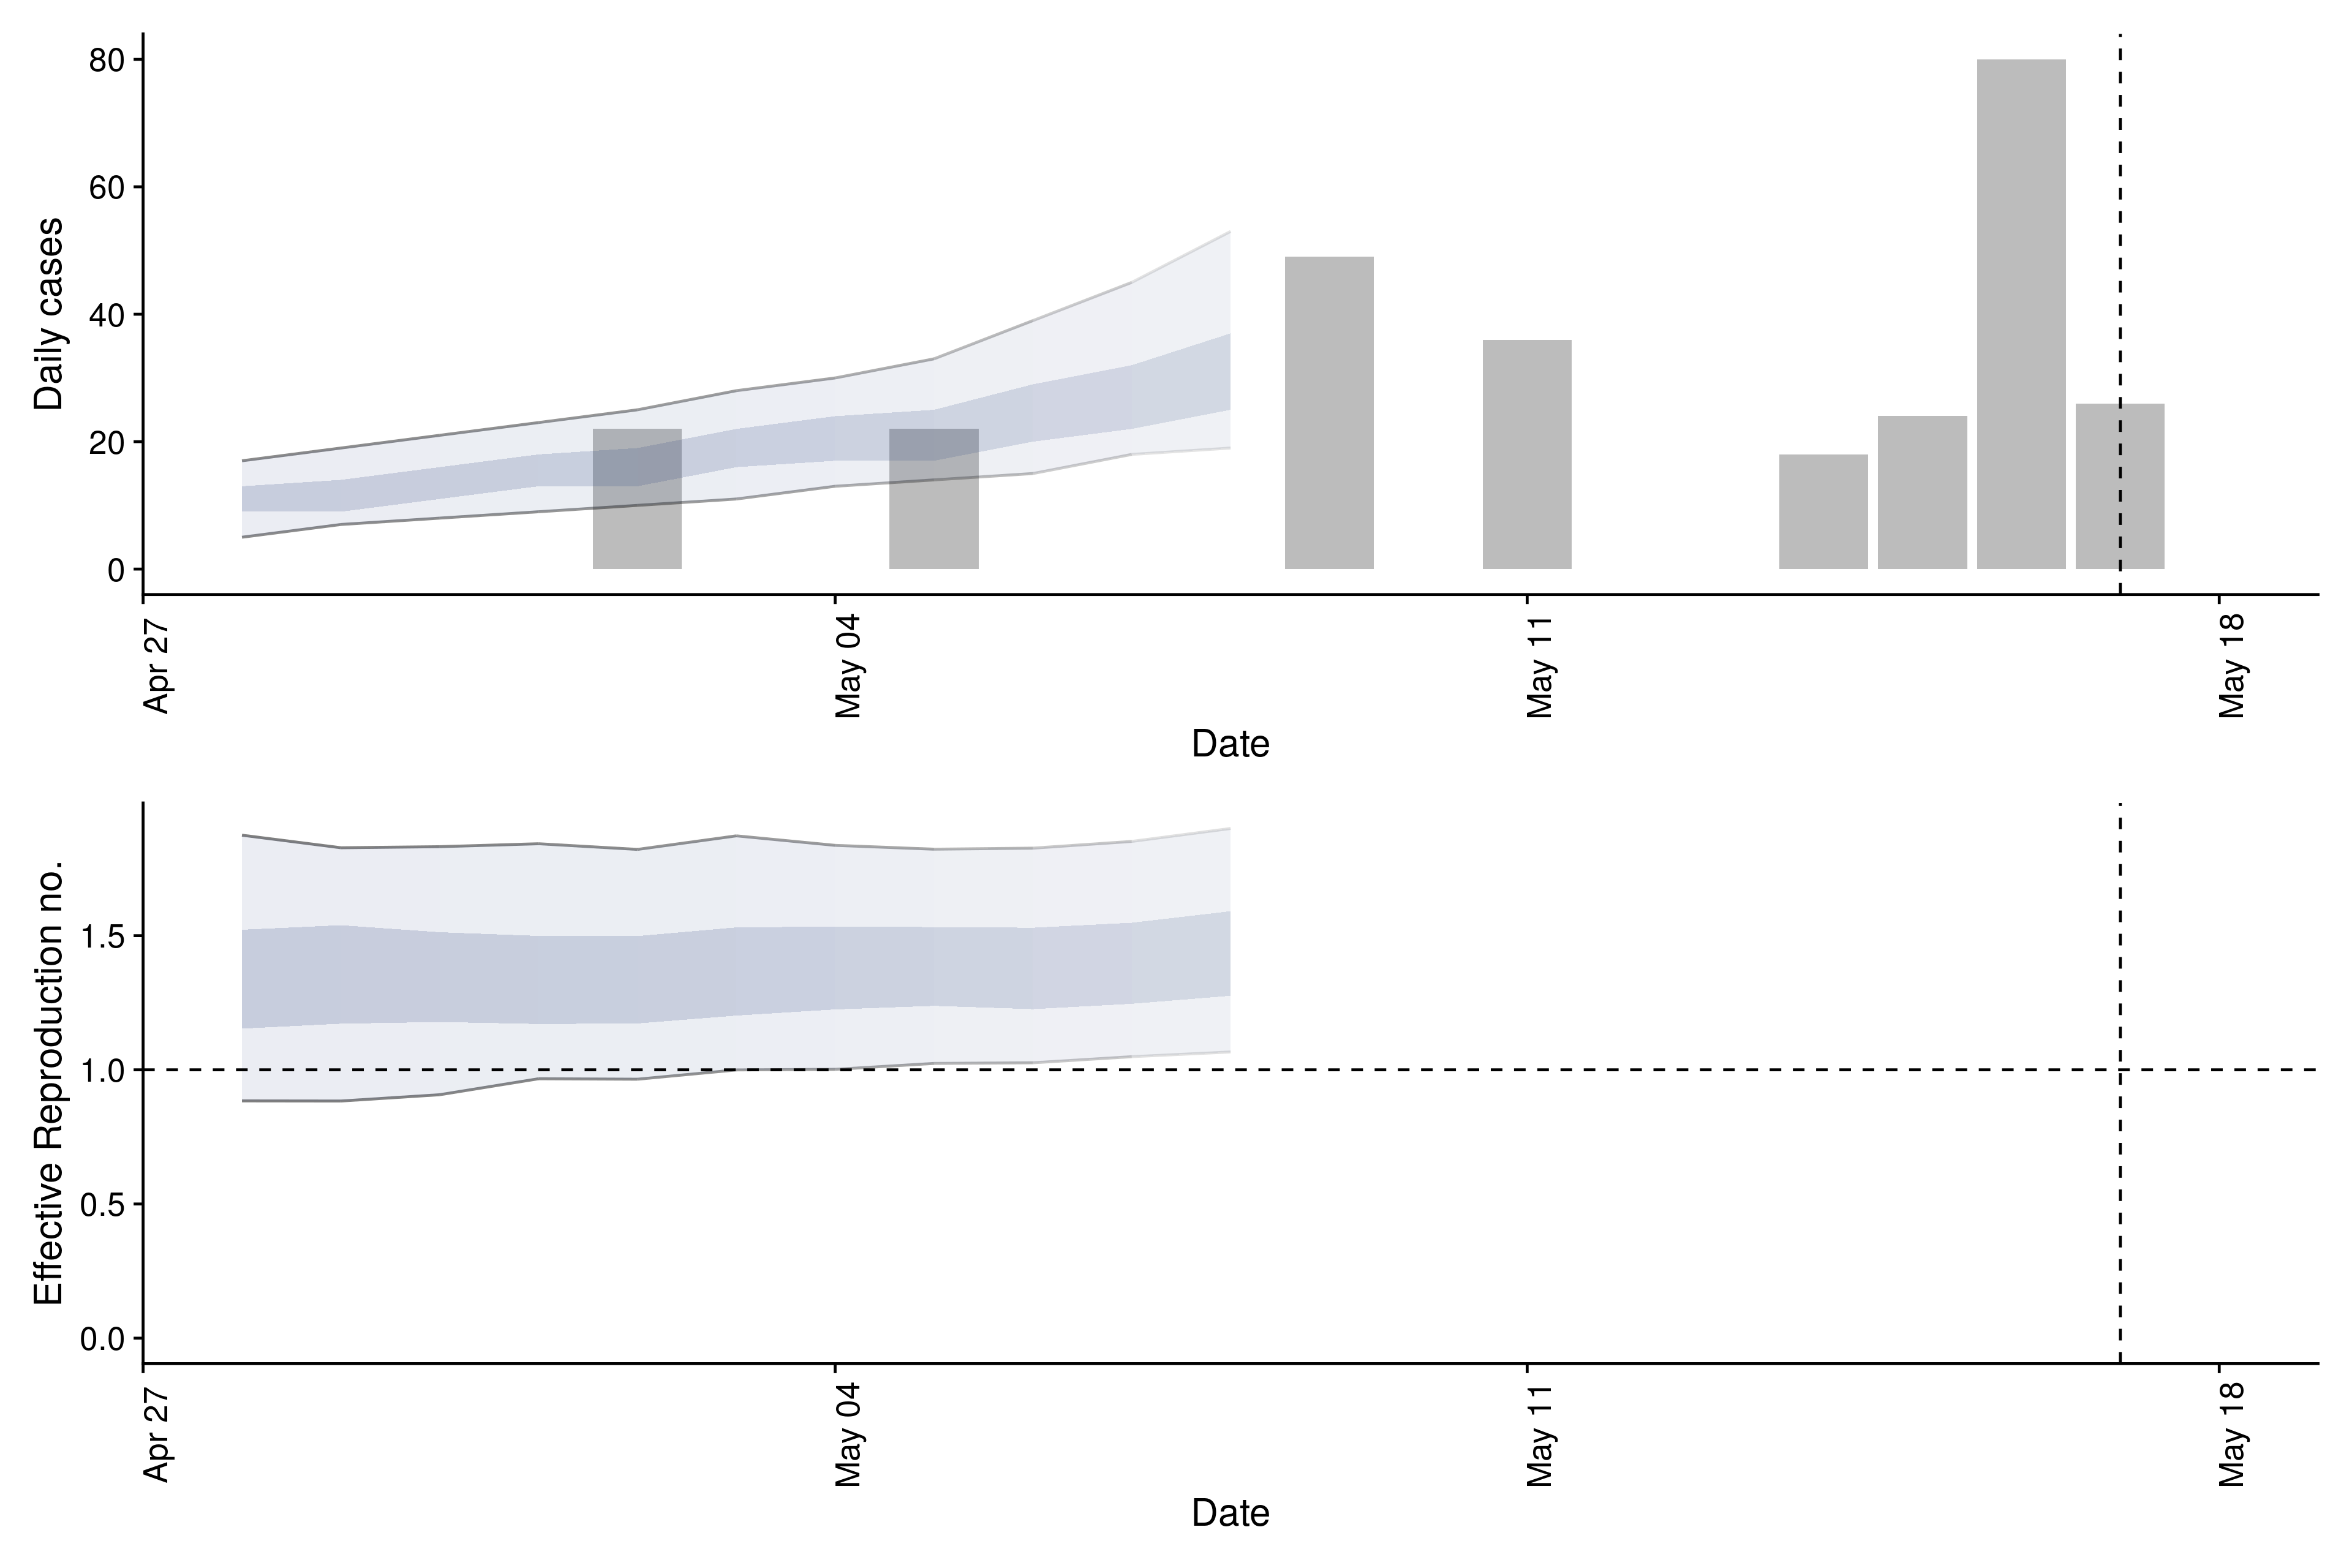 80
60
40
20
0
Daily cases
Apr 27
May 04
May 11
May 18
Date
1.5
1.0
0.5
0.0
Effective Reproduction no.
Apr 27
May 04
May 11
May 18
Date